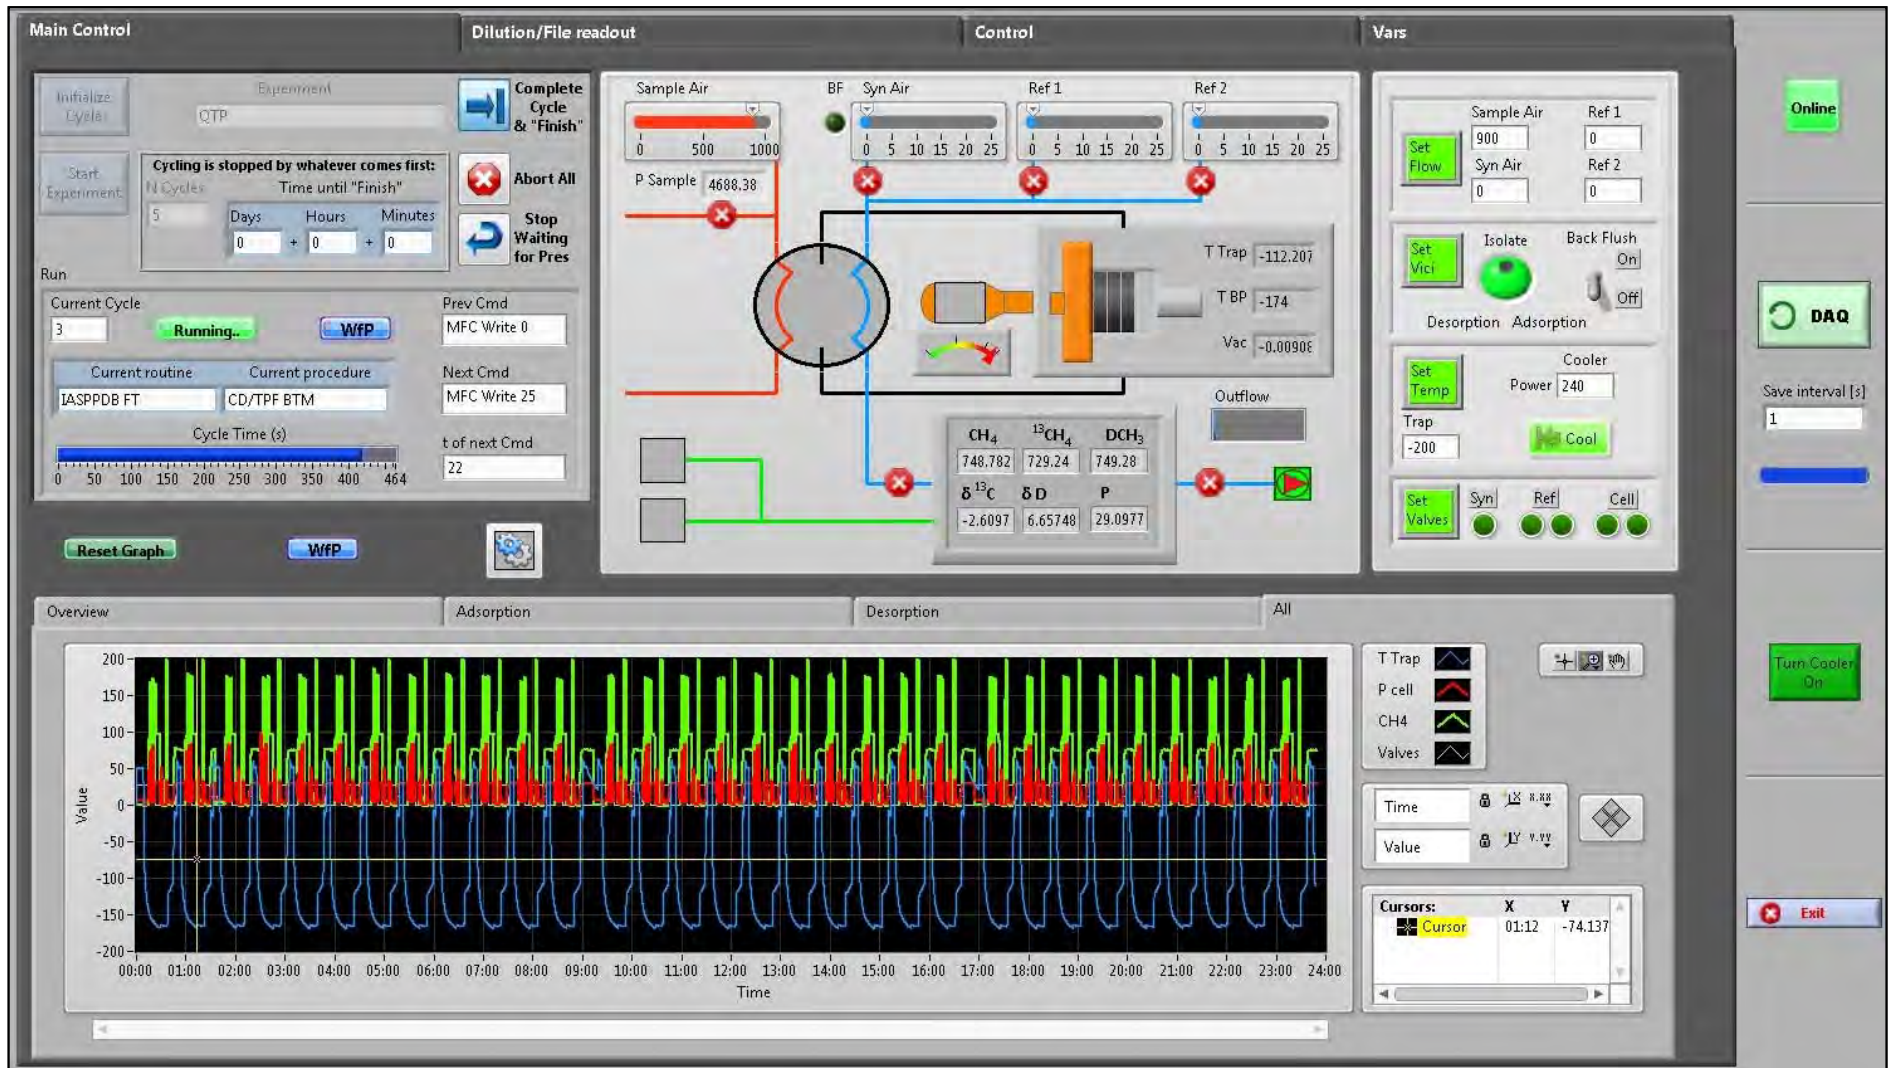 Main Control
Dilution/File readout
Control
Vars
Initialize
Cycle
Experiment
QTP
Complete
Cycle
& "Finish"
Start
Experiment
Cycling is stopped by whatever comes first:
N Cycles
Time until "Finish"
5
Days
Hours
Minutes
0 + 0 + 0
Abort All
Stop
Waiting
for Pres
Run
Current Cycle
3
Running..
WfP
Prev Cmd
MFC Write 0
Current routine
Current procedure
IASPPDB FT
CD/TPF BTM
Next Cmd
MFC Write 25
Cycle Time (s)
0 50 100 150 200 250 300 350 400 464
t of next Cmd
22
Reset Graph
WfP
Sample Air
0 500 1000
BF
Syn Air
0 5 10 15 20 25
Ref 1
0 5 10 15 20 25
Ref 2
0 5 10 15 20 25
P Sample 4688.38
T Trap -112.207
T BP -174
Vac -0.00908
Outflow
CH4 13CH4 DCH3
748.782 729.24 749.28
δ 13C δ D P
-2.6097 6.65748 29.0977
Set
Flow
Sample Air
900
Ref 1
0
Syn Air
0
Ref 2
0
Set
Vici
Isolate
Back Flush
On
Off
Desorption Adsorption
Set
Temp
Cooler
Power 240
Trap
-200
Cool
Set
Valves
Syn
Ref
Cell
Online
DAQ
Save interval [s]
1
Turn Cooler
On
Exit
Overview
Adsorption
Desorption
All
200
150
100
50
0
-50
-100
-150
-200
Value
00:00 01:00 02:00 03:00 04:00 05:00 06:00 07:00 08:00 09:00 10:00 11:00 12:00 13:00 14:00 15:00 16:00 17:00 18:00 19:00 20:00 21:00 22:00 23:00 24:00
Time
T Trap
P cell
CH4
Valves
Time
X X.XX
Value
Y Y.YY
Cursors: X Y
Cursor 01:12 -74.137